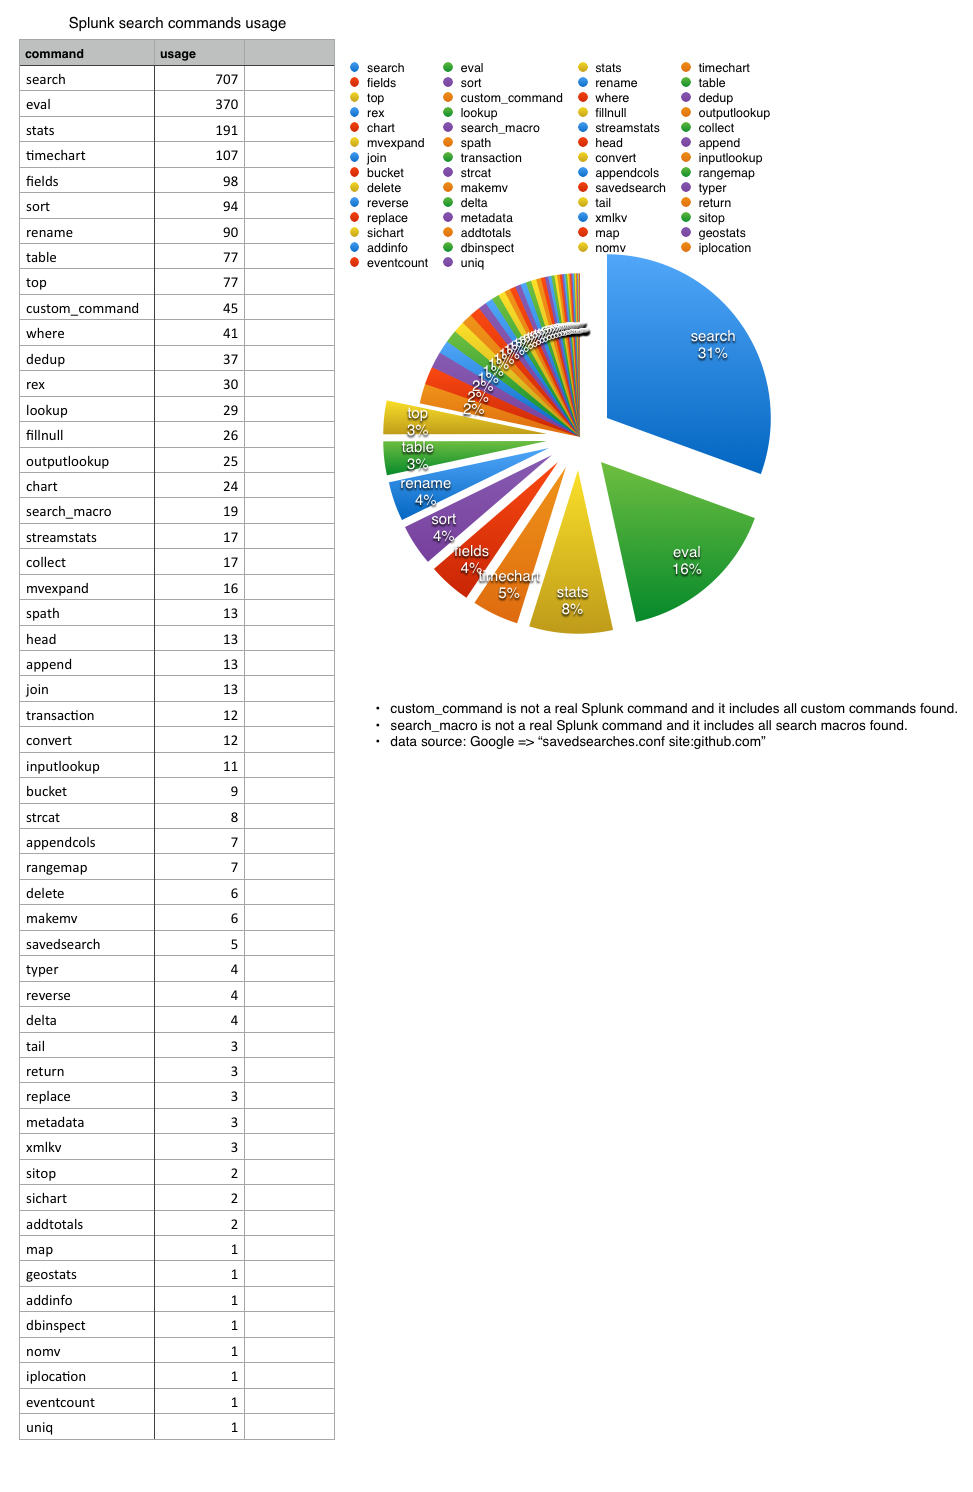 Splunk search commands usage
command usage
search 707
eval 370
stats 191
timechart 107
fields 98
sort 94
rename 90
table 77
top 77
custom_command 45
where 41
dedup 37
rex 30
lookup 29
fillnull 26
outputlookup 25
chart 24
search_macro 19
streamstats 17
collect 17
mvexpand 16
spath 13
head 13
append 13
join 13
transaction 12
convert 12
inputlookup 11
bucket 9
strcat 8
appendcols 7
rangemap 7
delete 6
makemv 6
savedsearch 5
typer 4
reverse 4
delta 4
tail 3
return 3
replace 3
metadata 3
xmlkv 3
sitop 2
sichart 2
addtotals 2
map 1
geostats 1
addinfo 1
dbinspect 1
nomv 1
iplocation 1
eventcount 1
uniq 1
search eval stats timechart
fields sort rename table
top custom_command where dedup
rex lookup fillnull outputlookup
chart search_macro streamstats collect
mvexpand spath head append
join transaction convert inputlookup
bucket strcat appendcols rangemap
delete makemv savedsearch typer
reverse delta tail return
replace metadata xmlkv sitop
sichart addtotals map geostats
addinfo dbinspect nomv iplocation
eventcount uniq
search
31%
eval
16%
stats
8%
timechart
5%
fields
4%
sort
4%
rename
4%
table
3%
top
3%
2%
2%
2%
• custom_command is not a real Splunk command and it includes all custom commands found.
• search_macro is not a real Splunk command and it includes all search macros found.
• data source: Google => “savedsearches.conf site:github.com”